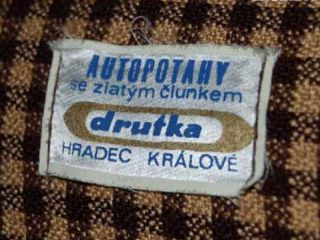 AUTOPOTAHY
se zlatým člunkem
drutka
HRADEC KRÁLOVÉ